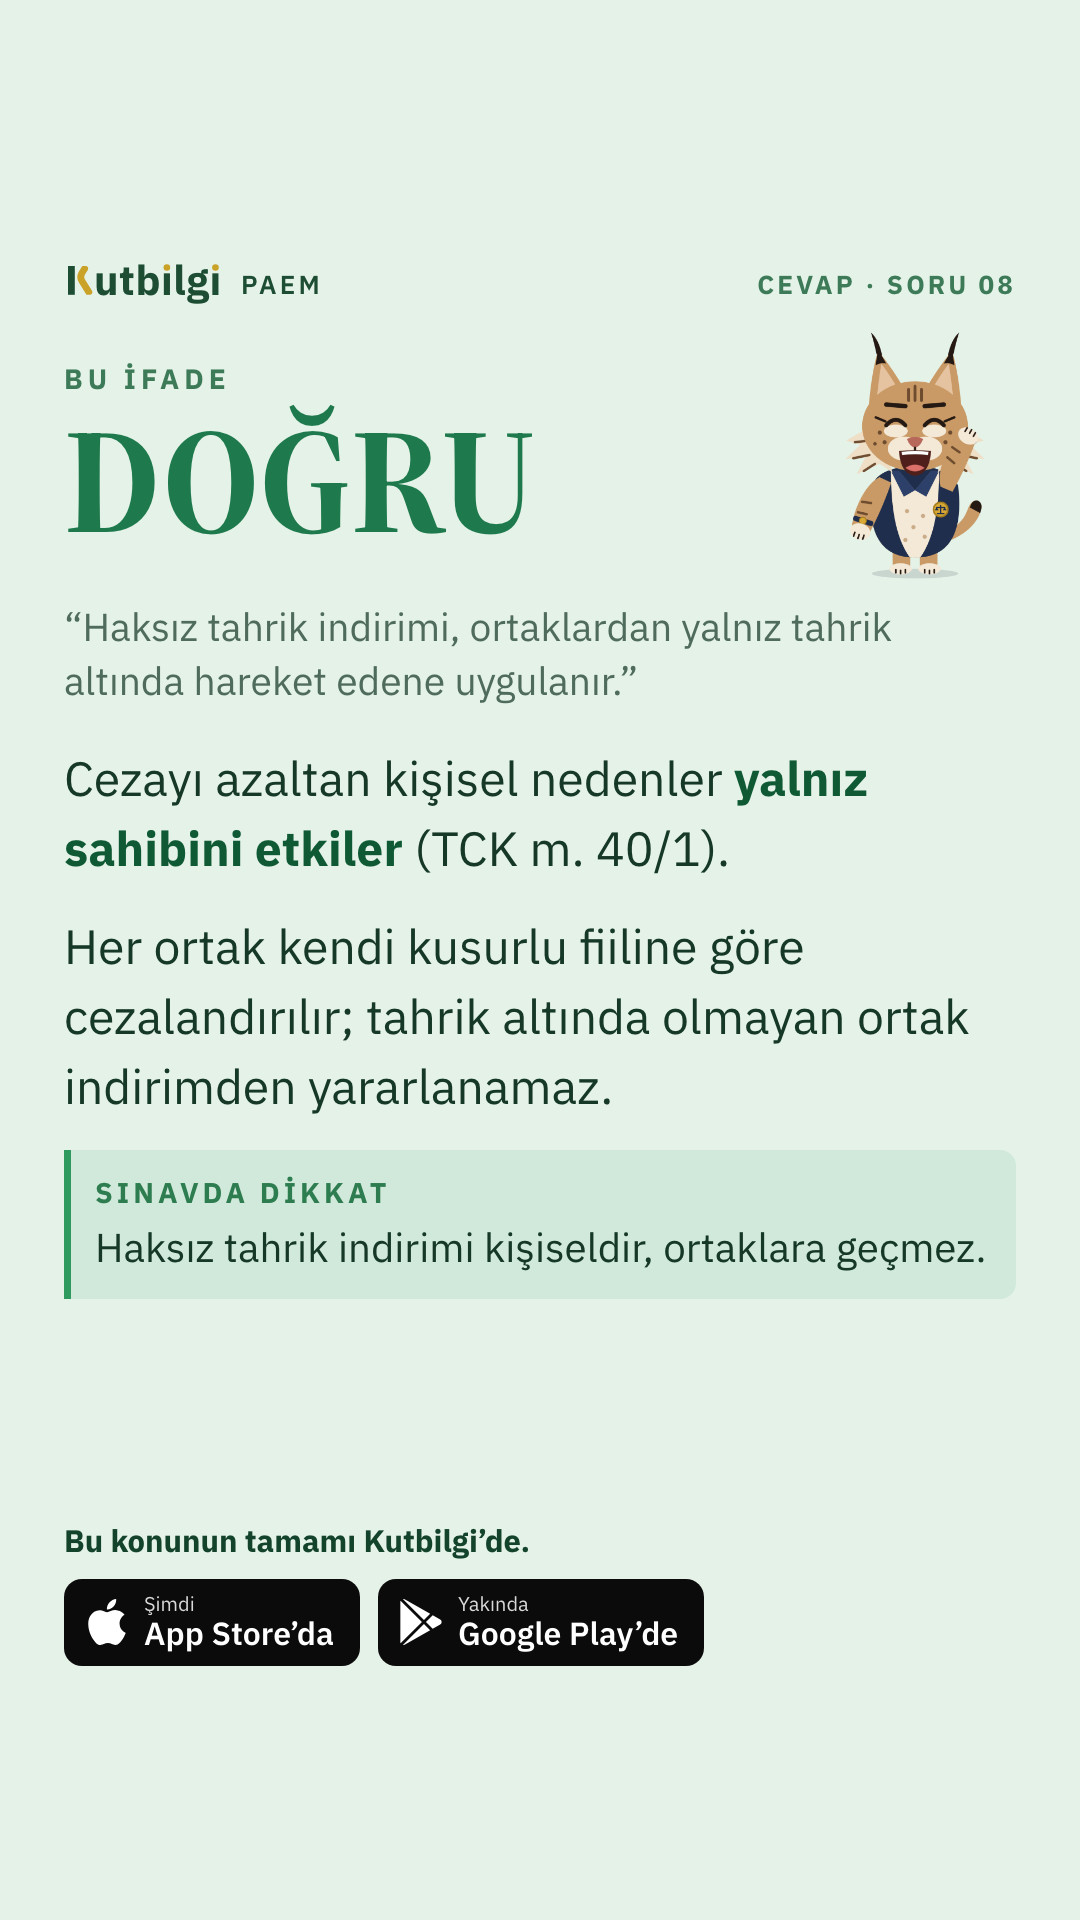 Kutbilgi PAEM
CEVAP · SORU 08
BU İFADE
DOĞRU
“Haksız tahrik indirimi, ortaklardan yalnız tahrik
altında hareket edene uygulanır.”
Cezayı azaltan kişisel nedenler yalnız
sahibini etkiler (TCK m. 40/1).
Her ortak kendi kusurlu fiiline göre
cezalandırılır; tahrik altında olmayan ortak
indirimden yararlanamaz.
SINAVDA DİKKAT
Haksız tahrik indirimi kişiseldir, ortaklara geçmez.
Bu konunun tamamı Kutbilgi’de.
Şimdi
App Store’da
Yakında
Google Play’de